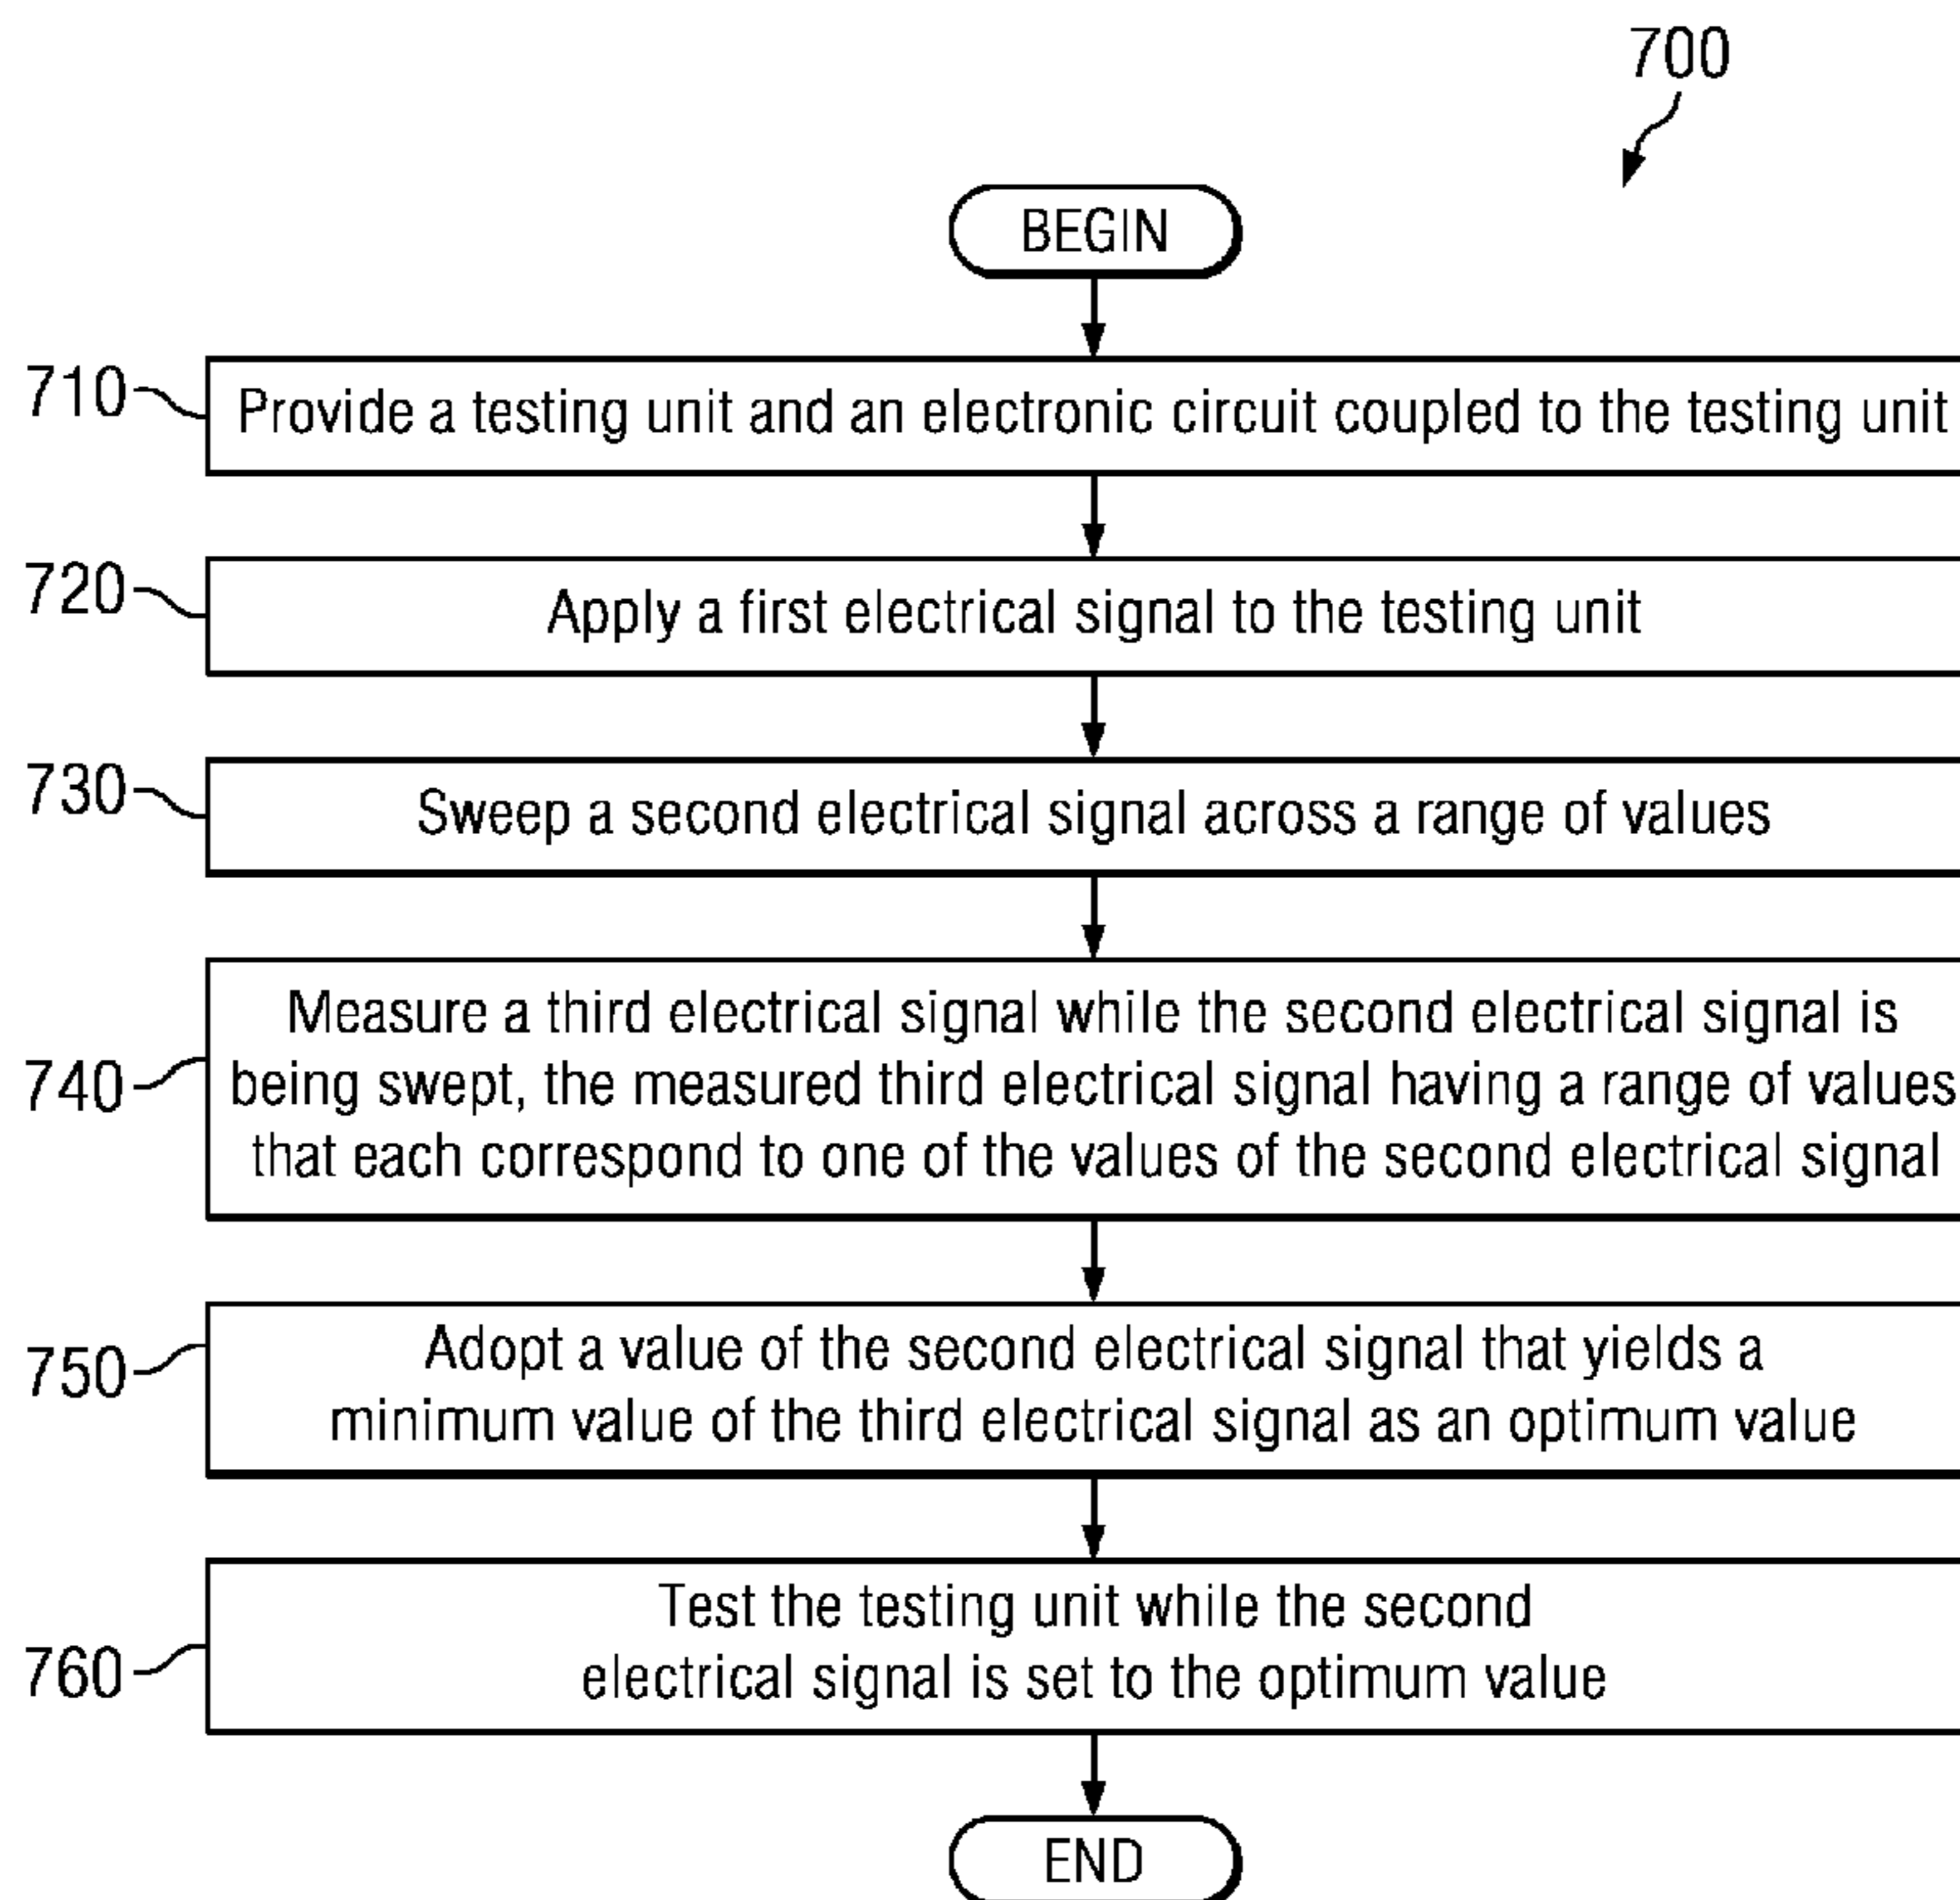 700
BEGIN
710
Provide a testing unit and an electronic circuit coupled to the testing unit
720
Apply a first electrical signal to the testing unit
730
Sweep a second electrical signal across a range of values
740
Measure a third electrical signal while the second electrical signal is
being swept, the measured third electrical signal having a range of values
that each correspond to one of the values of the second electrical signal
750
Adopt a value of the second electrical signal that yields a
minimum value of the third electrical signal as an optimum value
760
Test the testing unit while the second
electrical signal is set to the optimum value
END